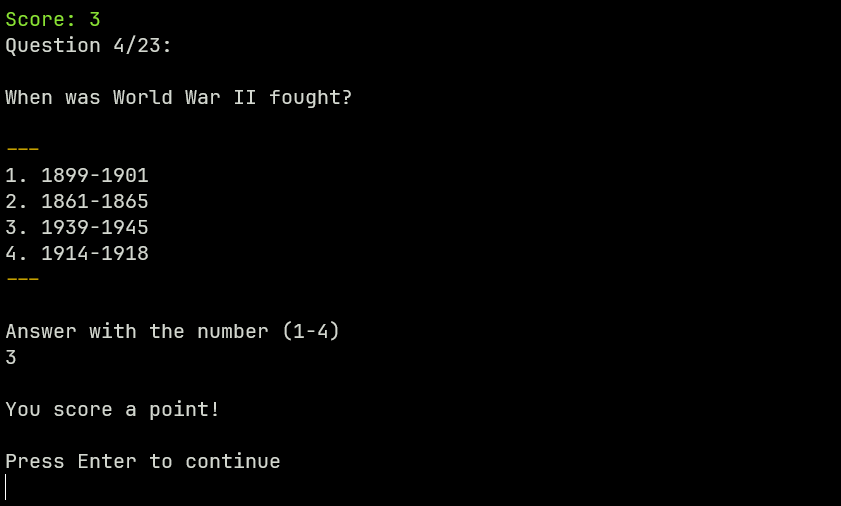 Score: 3
Question 4/23:
When was World War II fought?
---
1. 1899-1901
2. 1861-1865
3. 1939-1945
4. 1914-1918
---
Answer with the number (1-4)
3
You score a point!
Press Enter to continue